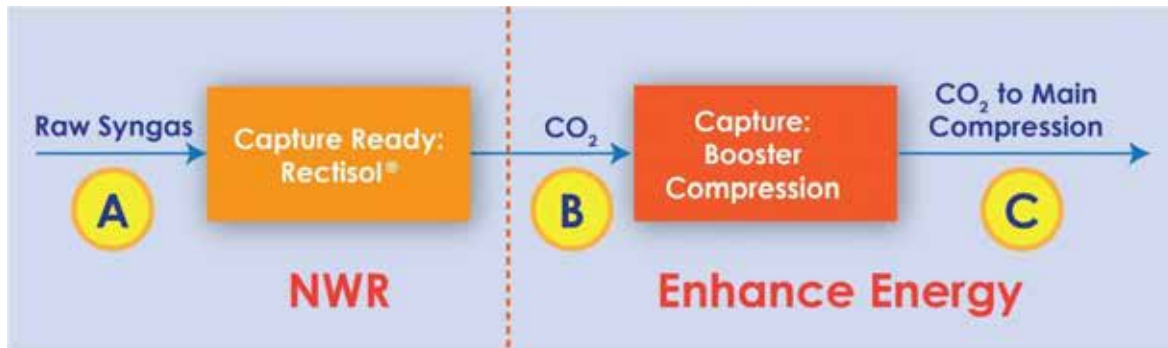 Raw Syngas
A
Capture Ready:
Rectisol®
NWR
CO₂
B
Capture:
Booster
Compression
CO₂ to Main
Compression
C
Enhance Energy